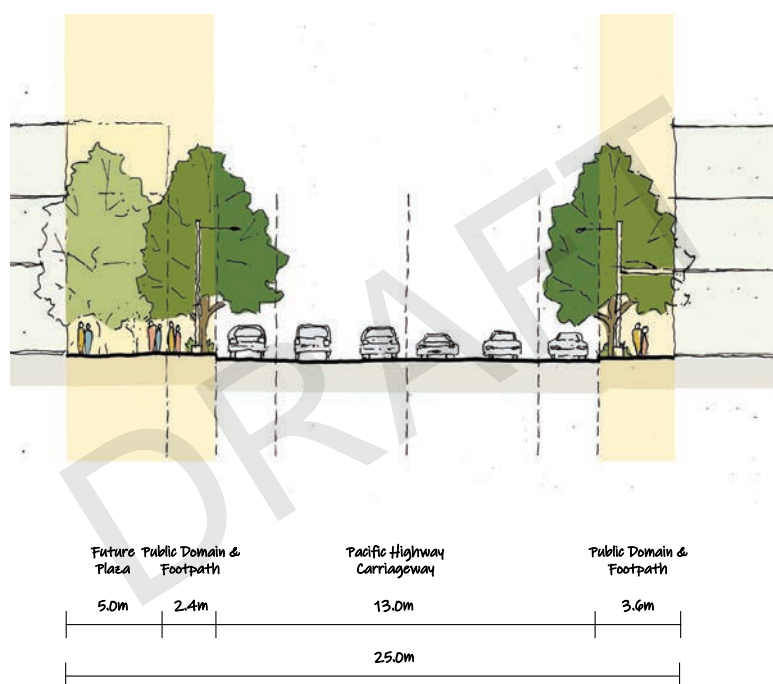 DRAFT
Future Public Domain & Pacific Highway Public Domain &
Plaza Footpath Carriageway Footpath
5.0m 2.4m 13.0m 3.6m
25.0m